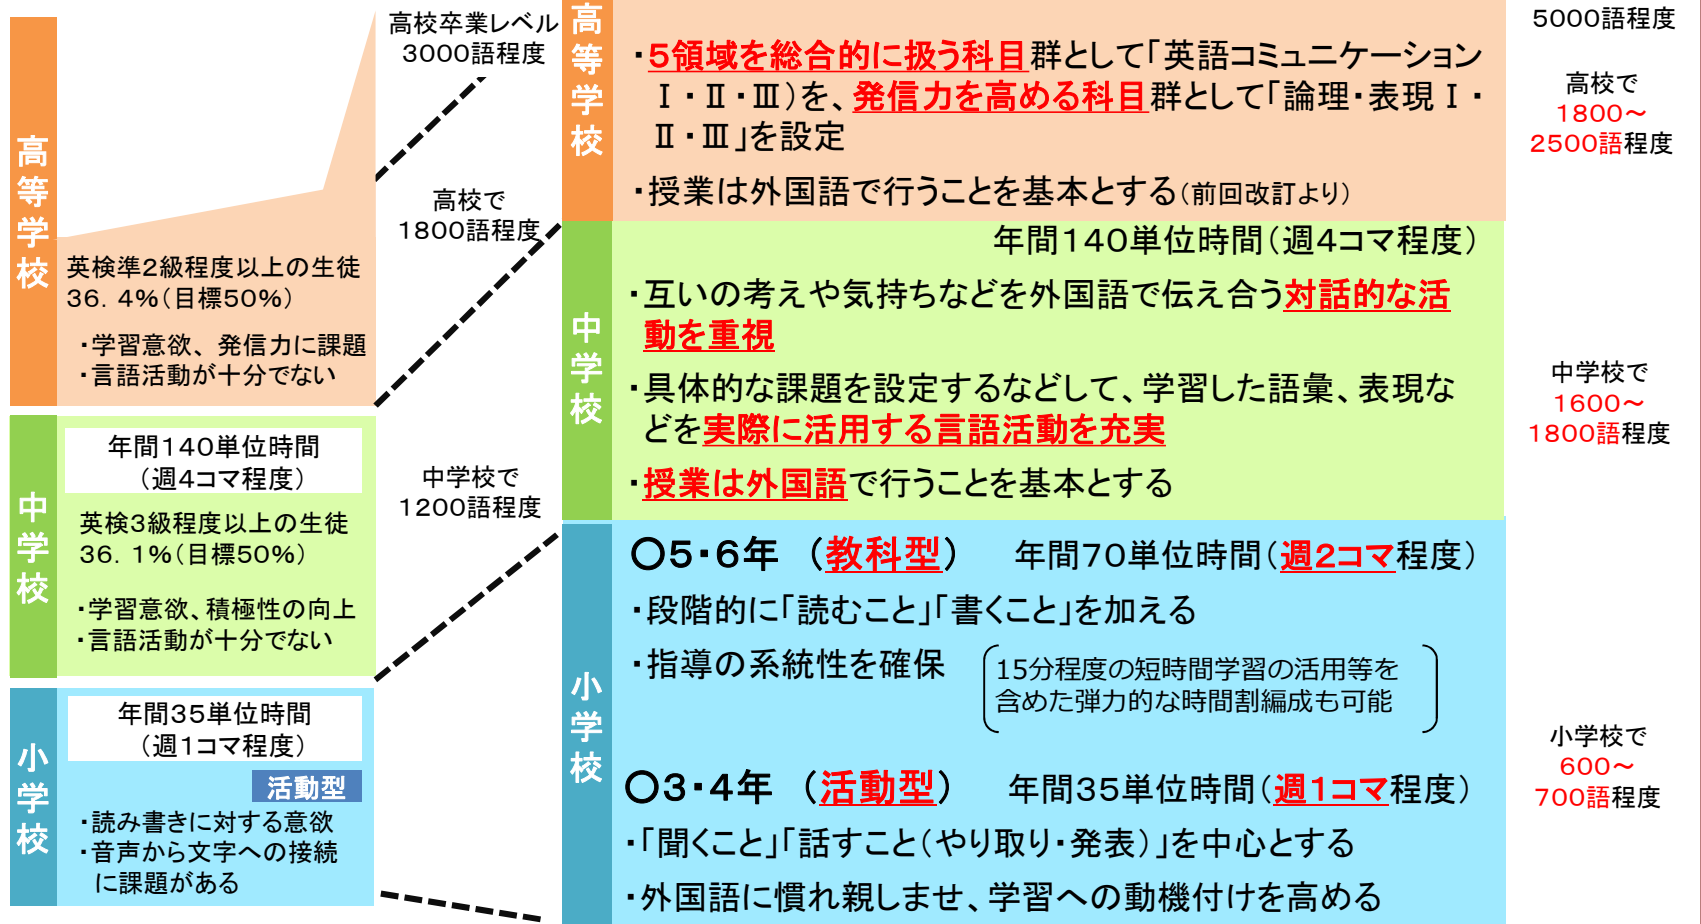 高等学校
英検準2級程度以上の生徒
36．4％（目標50％）
・学習意欲、発信力に課題
・言語活動が十分でない
中学校
年間140単位時間
（週4コマ程度）
英検3級程度以上の生徒
36．1％（目標50％）
・学習意欲、積極性の向上
・言語活動が十分でない
小学校
年間35単位時間
（週1コマ程度）
活動型
・読み書きに対する意欲
・音声から文字への接続
に課題がある
高校卒業レベル
3000語程度
高校で
1800語程度
中学校で
1200語程度
高等学校
・5領域を総合的に扱う科目群として「英語コミュニケーション
Ⅰ・Ⅱ・Ⅲ）を、発信力を高める科目群として「論理・表現Ⅰ・
Ⅱ・Ⅲ」を設定
・授業は外国語で行うことを基本とする（前回改訂より）
中学校
年間140単位時間（週4コマ程度）
・互いの考えや気持ちなどを外国語で伝え合う対話的な活
動を重視
・具体的な課題を設定するなどして、学習した語彙、表現な
どを実際に活用する言語活動を充実
・授業は外国語で行うことを基本とする
小学校
○5・6年 （教科型） 年間70単位時間（週2コマ程度）
・段階的に「読むこと」「書くこと」を加える
・指導の系統性を確保
15分程度の短時間学習の活用等を
含めた弾力的な時間割編成も可能
○3・4年 （活動型） 年間35単位時間（週1コマ程度）
・「聞くこと」「話すこと（やり取り・発表）」を中心とする
・外国語に慣れ親しませ、学習への動機付けを高める
5000語程度
高校で
1800～
2500語程度
中学校で
1600～
1800語程度
小学校で
600～
700語程度